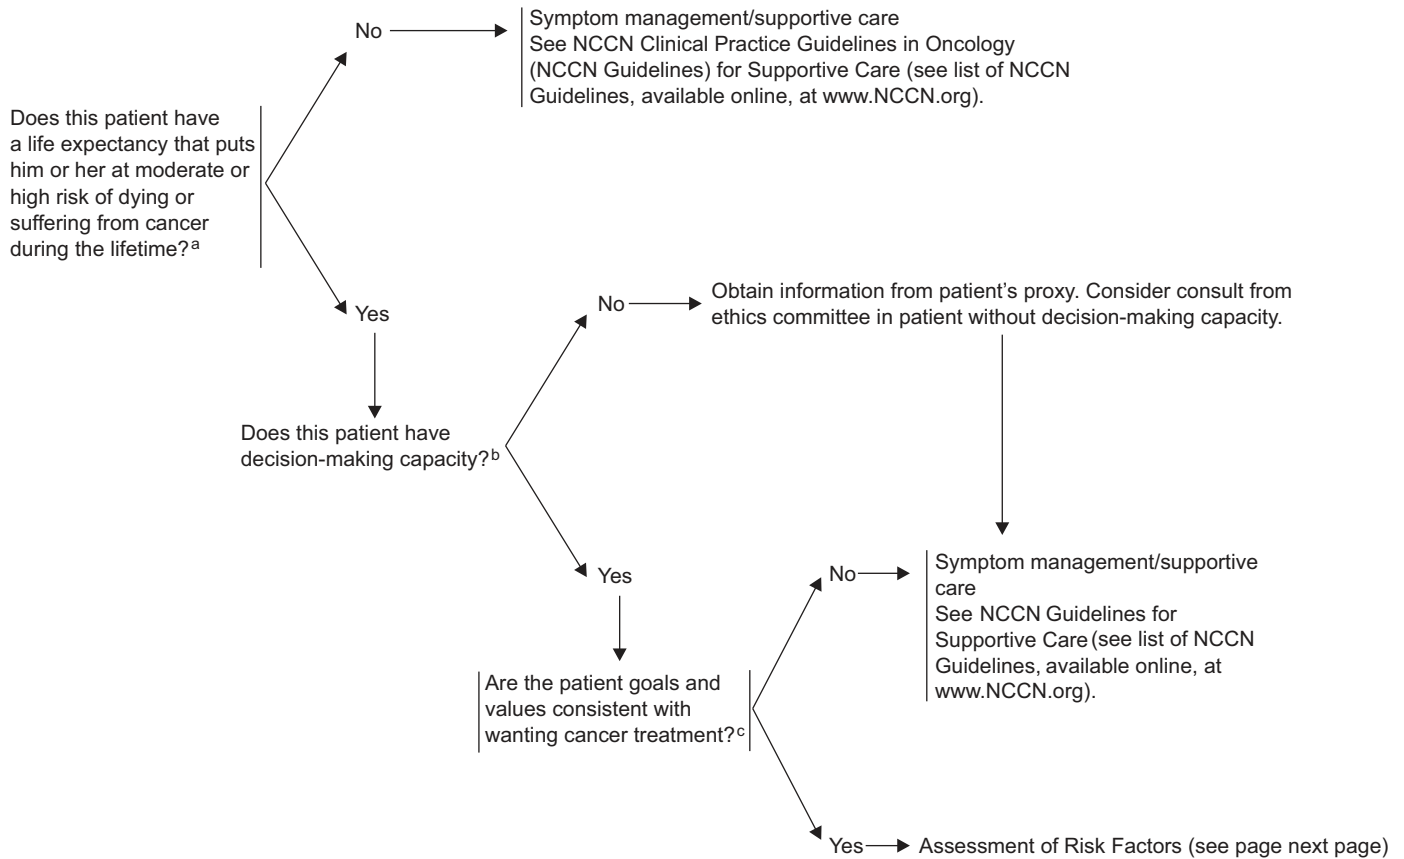 No
Symptom management/supportive care
See NCCN Clinical Practice Guidelines in Oncology
(NCCN Guidelines) for Supportive Care (see list of NCCN
Guidelines, available online, at www.NCCN.org).
Does this patient have
a life expectancy that puts
him or her at moderate or
high risk of dying or
suffering from cancer
during the lifetime?a
Yes
No
Obtain information from patient’s proxy. Consider consult from
ethics committee in patient without decision-making capacity.
Does this patient have
decision-making capacity?b
Yes
No
Symptom management/supportive
care
See NCCN Guidelines for
Supportive Care (see list of NCCN
Guidelines, available online, at
www.NCCN.org).
Are the patient goals and
values consistent with
wanting cancer treatment?c
Yes
Assessment of Risk Factors (see page next page)